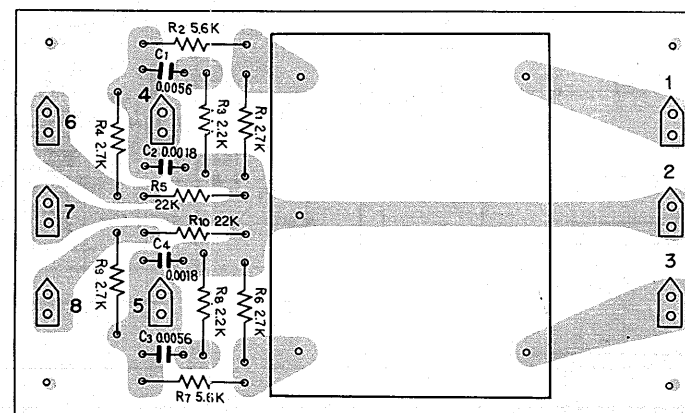 R2 5.6K
C1
0.0056
4
R3 2.2K
R1 2.7K
1
6
R4 2.7K
C2 0.0018
R5
22K
2
7
R10 22K
C4
0.0018
3
R9 2.7K
8
5
R8 2.2K
R6 2.7K
C3 0.0056
R7 5.6K